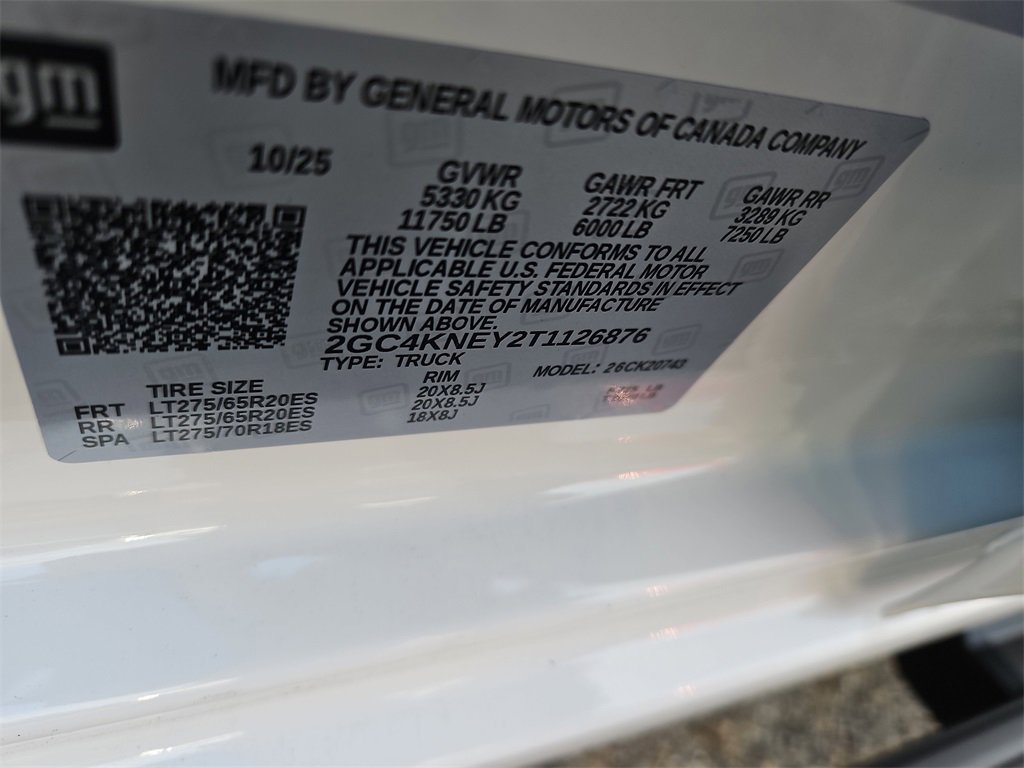 gm
MFD BY GENERAL MOTORS OF CANADA COMPANY
10/25
GVWR GAWR FRT GAWR RR
5330 KG 2722 KG 3289 KG
11750 LB 6000 LB 7250 LB
THIS VEHICLE CONFORMS TO ALL
APPLICABLE U.S. FEDERAL MOTOR
VEHICLE SAFETY STANDARDS IN EFFECT
ON THE DATE OF MANUFACTURE
SHOWN ABOVE.
2GC4KNEY2T1126876
TYPE: TRUCK MODEL: 26CK20743
TIRE SIZE RIM
FRT LT275/65R20ES 20X8.5J
RR LT275/65R20ES 20X8.5J
SPA LT275/70R18ES 18X8J